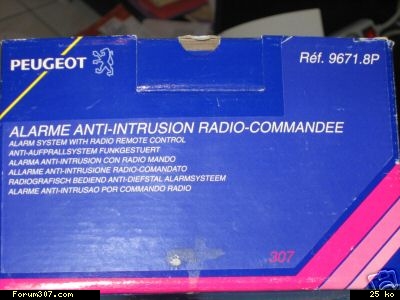 PEUGEOT
Réf. 9671.8P
ALARME ANTI-INTRUSION RADIO-COMMANDEE
ALARM SYSTEM WITH RADIO REMOTE CONTROL
ANTI-AUFPRALLSYSTEM FUNKGESTUERT
ALARMA ANTI-INTRUSION CON RADIO MANDO
ALLARME ANTI-INTRUSIONE RADIO-COMANDATO
RADIOGRAFISCH BEDIEND ANTI-DIEFSTAL ALARMSYSTEEM
ALARME ANTI-INTRUSAO POR COMMANDO RADIO
307
Forum307.com
25 ko